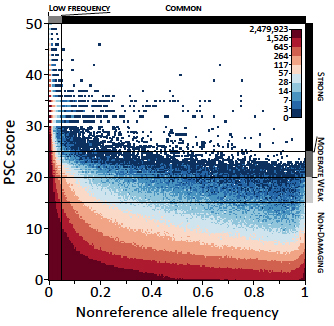 Low frequency
Common
50
40
30
20
10
0
PSC score
2,479,923
1,526
645
264
117
57
28
14
7
3
0
Strong
Moderate
Weak
Non-damaging
0
0.2
0.4
0.6
0.8
1
Nonreference allele frequency